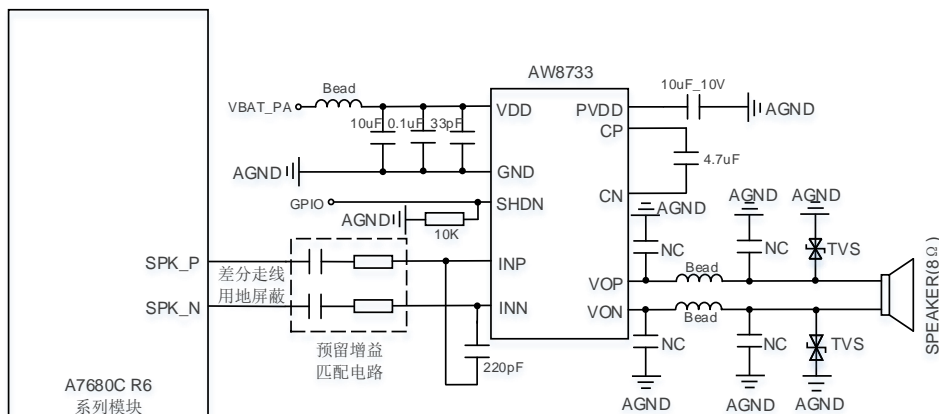 AW8733
Bead
VBAT_PA
10uF 0.1uF 33pF
VDD
PVDD
10uF_10V
AGND
CP
4.7uF
CN
AGND
GND
GPIO
SHDN
AGND
10K
AGND
AGND
AGND
NC
NC
TVS
SPK_P
差分走线
用地屏蔽
INP
VOP
Bead
SPEAKER(8Ω)
SPK_N
INN
VON
Bead
预留增益
匹配电路
220pF
NC
NC
TVS
AGND
AGND
AGND
A7680C R6
系列模块